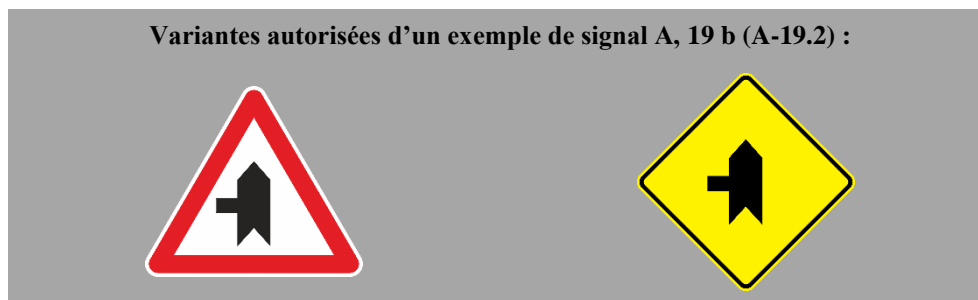 Variantes autorisées d’un exemple de signal A, 19 b (A-19.2) :